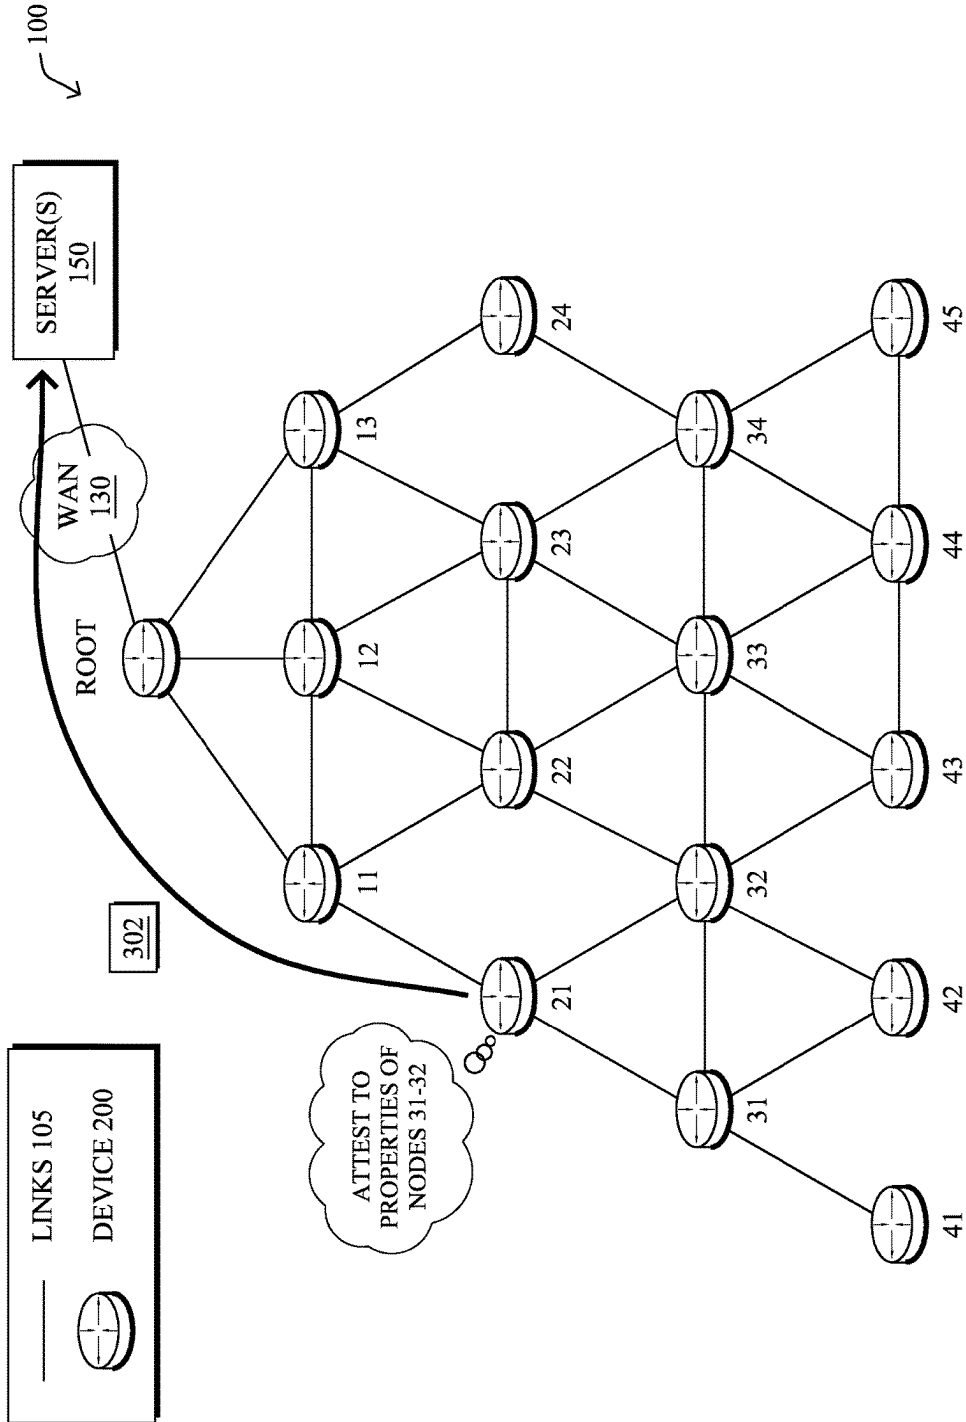 100
SERVER(S)
150
WAN
130
ROOT
302
LINKS 105
DEVICE 200
ATTEST TO
PROPERTIES OF
NODES 31-32
11
12
13
21
22
23
24
31
32
33
34
41
42
43
44
45